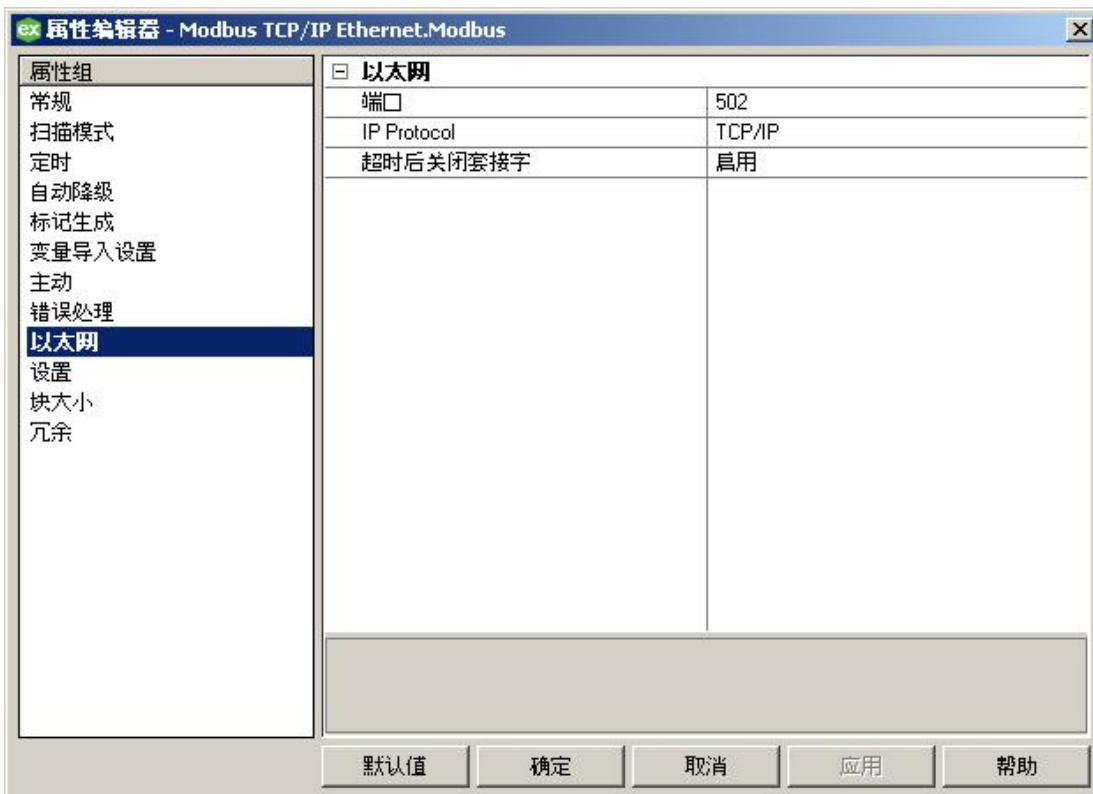 ex 属性编辑器 - Modbus TCP/IP Ethernet.Modbus
属性组
常规
扫描模式
定时
自动降级
标记生成
变量导入设置
主动
错误处理
以太网
设置
块大小
冗余
以太网
端口 502
IP Protocol TCP/IP
超时后关闭套接字 启用
默认值 确定 取消 应用 帮助